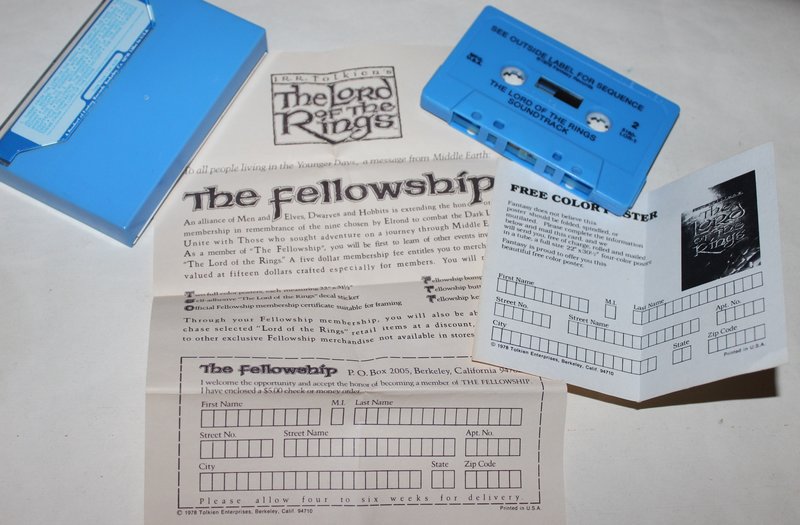 J.R.R. Tolkien's
The Lord
of the
Rings
To all people living in the Younger Days, a message from Middle Earth:
The Fellowship
An alliance of Men and Elves, Dwarves and Hobbits is extending the
membership in remembrance of the nine chosen by Elrond to combat the Dark
Unite with Those who sought adventure on a journey through Middle
As a member of "The Fellowship", you will be first to learn of other events
"The Lord of the Rings" A five dollar membership fee entitles you to
valued at fifteen dollars crafted especially for members. You will
Two full color posters, each measuring
Self-adhesive "The Lord of the Rings" decal sticker
Official Fellowship membership certificate suitable for framing
Fellowship
Fellowship
Fellowship
Through your Fellowship membership, you will also be
chase selected "Lord of the Rings" retail items at a discount,
to other exclusive Fellowship merchandise not available in stores
The Fellowship P. O. Box 2005, Berkeley, California
I welcome the opportunity and accept the honor of becoming a member of THE FELLOWSHIP
I have enclosed a $5.00 check or money order.
First Name M.I. Last Name
Street No. Street Name Apt. No.
City State Zip Code
Please allow four to six weeks for delivery.
© 1978 Tolkien Enterprises, Berkeley, Calif. 94710 Printed in U.S.A.
SEE OUTSIDE LABEL FOR SEQUENCE
THE LORD OF THE RINGS
SOUNDTRACK
2
FREE COLOR POSTER
Fantasy does not believe this
poster should be folded, spindled, or
mutilated. Please complete the information
below and mail this card, and we
will send you, free of charge, rolled and mailed
in a tube, a full size 22" x 30½" four-color poster
Fantasy is proud to offer you this
beautiful free color poster.
The
Lord
of the
Rings
First Name M.I. Last Name
Street No. Street Name Apt. No.
City State Zip Code
© 1978 Tolkien Enterprises, Berkeley, Calif. 94710 Printed in U.S.A.